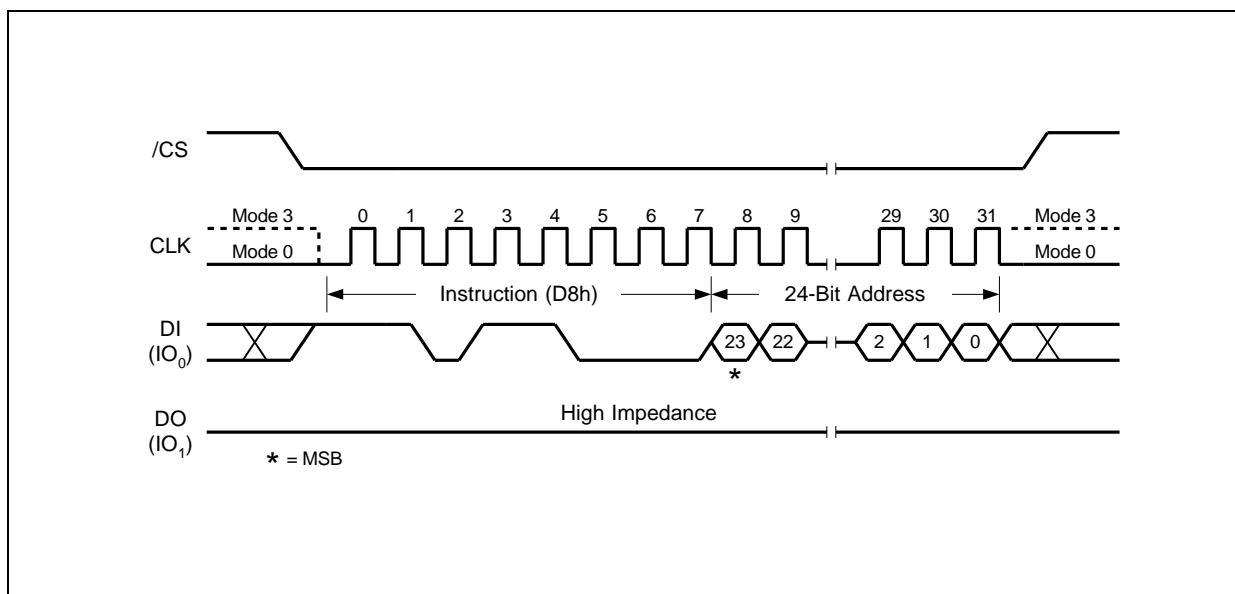 /CS
Mode 3 0 1 2 3 4 5 6 7 8 9 29 30 31 Mode 3
CLK Mode 0 Mode 0
Instruction (D8h) 24-Bit Address
DI
(IO0) 23 22 2 1 0
*
DO High Impedance
(IO1)
* = MSB